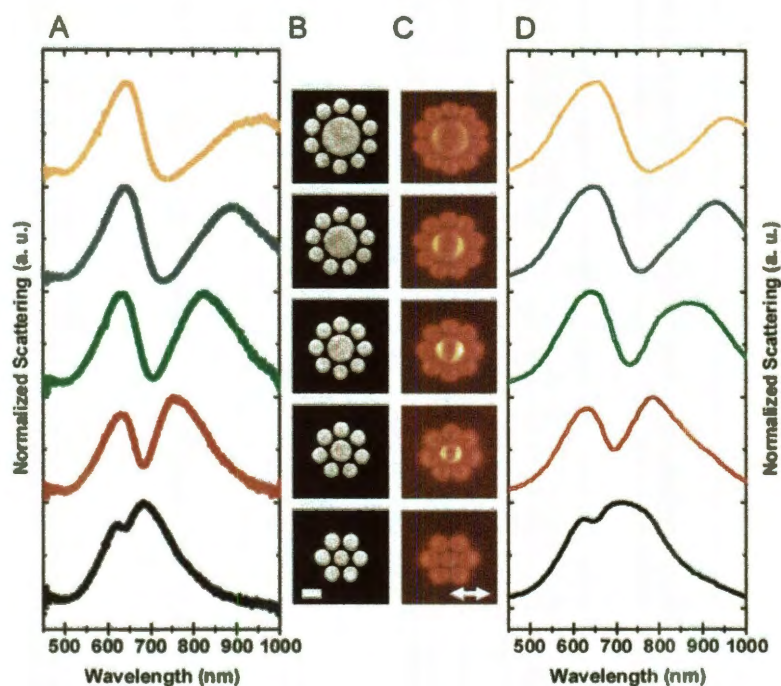 A
B
C
D
Normalized Scattering (a. u.)
Normalized Scattering (a. u.)
500 600 700 800 900 1000
500 600 700 800 900 1000
Wavelength (nm)
Wavelength (nm)